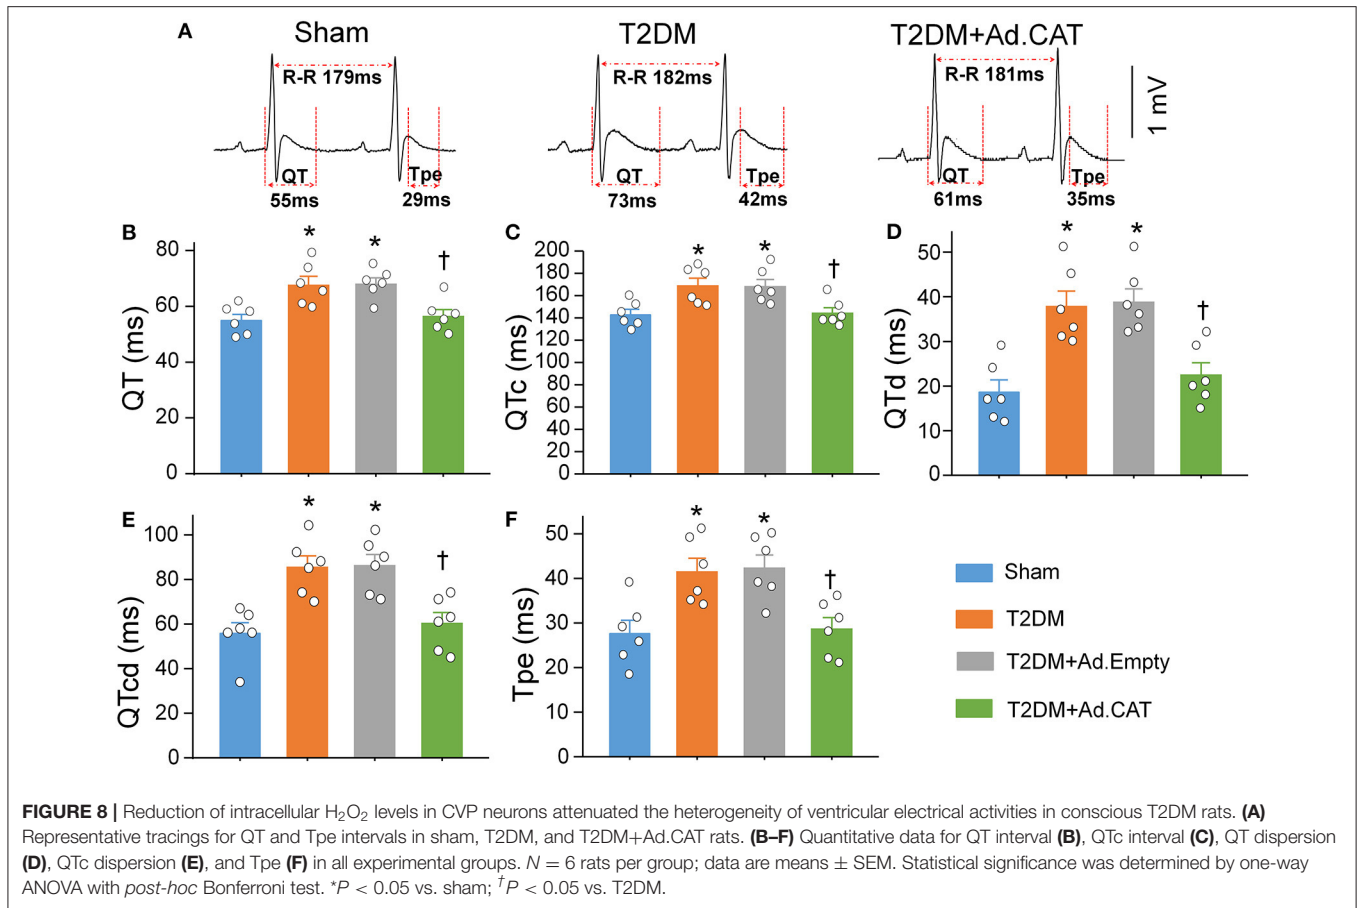 A
Sham
T2DM
T2DM+Ad.CAT
R-R 179ms
R-R 182ms
R-R 181ms
1 mV
QT
Tpe
QT
Tpe
QT
Tpe
55ms
29ms
73ms
42ms
61ms
35ms
B
QT (ms)
80
60
40
20
0
*
*
†
C
QTc (ms)
200
180
160
140
120
100
80
60
40
20
0
*
*
†
D
QTd (ms)
50
40
30
20
10
0
*
*
†
E
QTcd (ms)
100
80
60
40
20
0
*
*
†
F
Tpe (ms)
50
40
30
20
10
0
*
*
†
Sham
T2DM
T2DM+Ad.Empty
T2DM+Ad.CAT
FIGURE 8 | Reduction of intracellular H₂O₂ levels in CVP neurons attenuated the heterogeneity of ventricular electrical activities in conscious T2DM rats. (A)
Representative tracings for QT and Tpe intervals in sham, T2DM, and T2DM+Ad.CAT rats. (B–F) Quantitative data for QT interval (B), QTc interval (C), QT dispersion
(D), QTc dispersion (E), and Tpe (F) in all experimental groups. N = 6 rats per group; data are means ± SEM. Statistical significance was determined by one-way
ANOVA with post-hoc Bonferroni test. *P < 0.05 vs. sham; †P < 0.05 vs. T2DM.